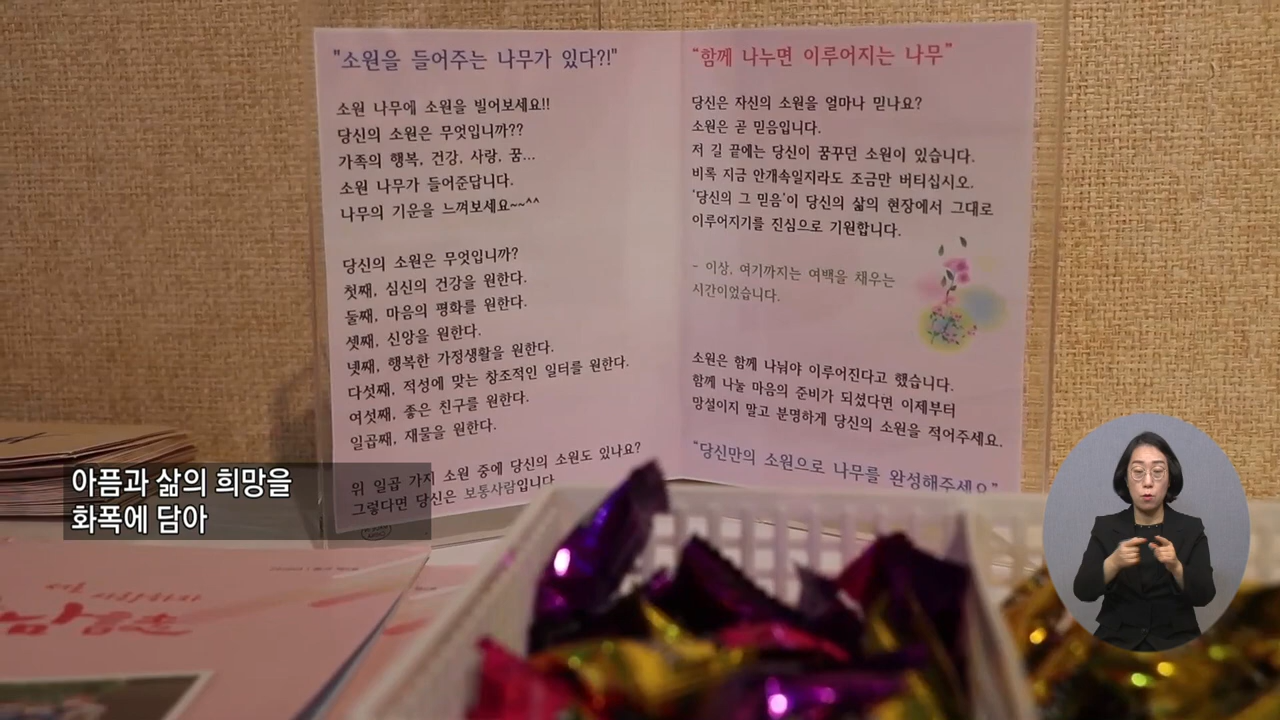 "소원을 들어주는 나무가 있다?!"
소원 나무에 소원을 빌어보세요!!
당신의 소원은 무엇입니까??
가족의 행복, 건강, 사랑, 꿈...
소원 나무가 들어준답니다.
나무의 기운을 느껴보세요~~^^
당신의 소원은 무엇입니까?
첫째, 심신의 건강을 원한다.
둘째, 마음의 평화를 원한다.
셋째, 신앙을 원한다.
넷째, 행복한 가정생활을 원한다.
다섯째, 적성에 맞는 창조적인 일터를 원한다.
여섯째, 좋은 친구를 원한다.
일곱째, 재물을 원한다.
위 일곱 가지 소원 중에 당신의 소원도 있나요?
그렇다면 당신은 보통사람입니다
“함께 나누면 이루어지는 나무”
당신은 자신의 소원을 얼마나 믿나요?
소원은 곧 믿음입니다.
저 길 끝에는 당신이 꿈꾸던 소원이 있습니다.
비록 지금 안개속일지라도 조금만 버티십시오.
‘당신의 그 믿음’이 당신의 삶의 현장에서 그대로
이루어지기를 진심으로 기원합니다.
- 이상, 여기까지는 여백을 채우는
시간이었습니다.
소원은 함께 나눠야 이루어진다고 했습니다.
함께 나눌 마음의 준비가 되셨다면 이제부터
망설이지 말고 분명하게 당신의 소원을 적어주세요.
“당신만의 소원으로 나무를 완성해주세요”
아픔과 삶의 희망을
화폭에 담아